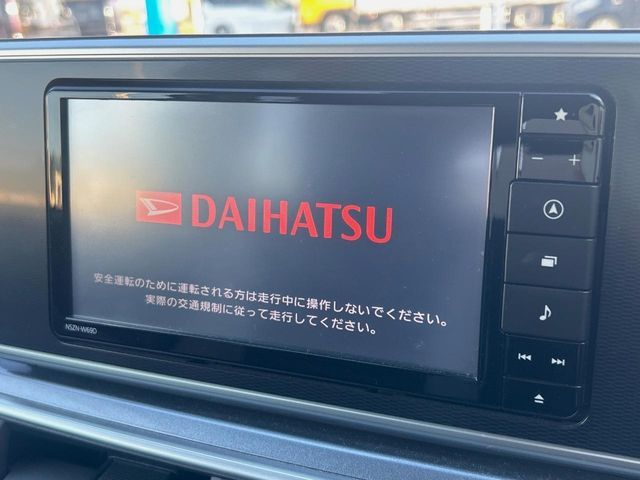 DAIHATSU
安全運転のために運転される方は走行中に操作しないでください。
実際の交通規制に従って走行してください。
NSZN-W69D